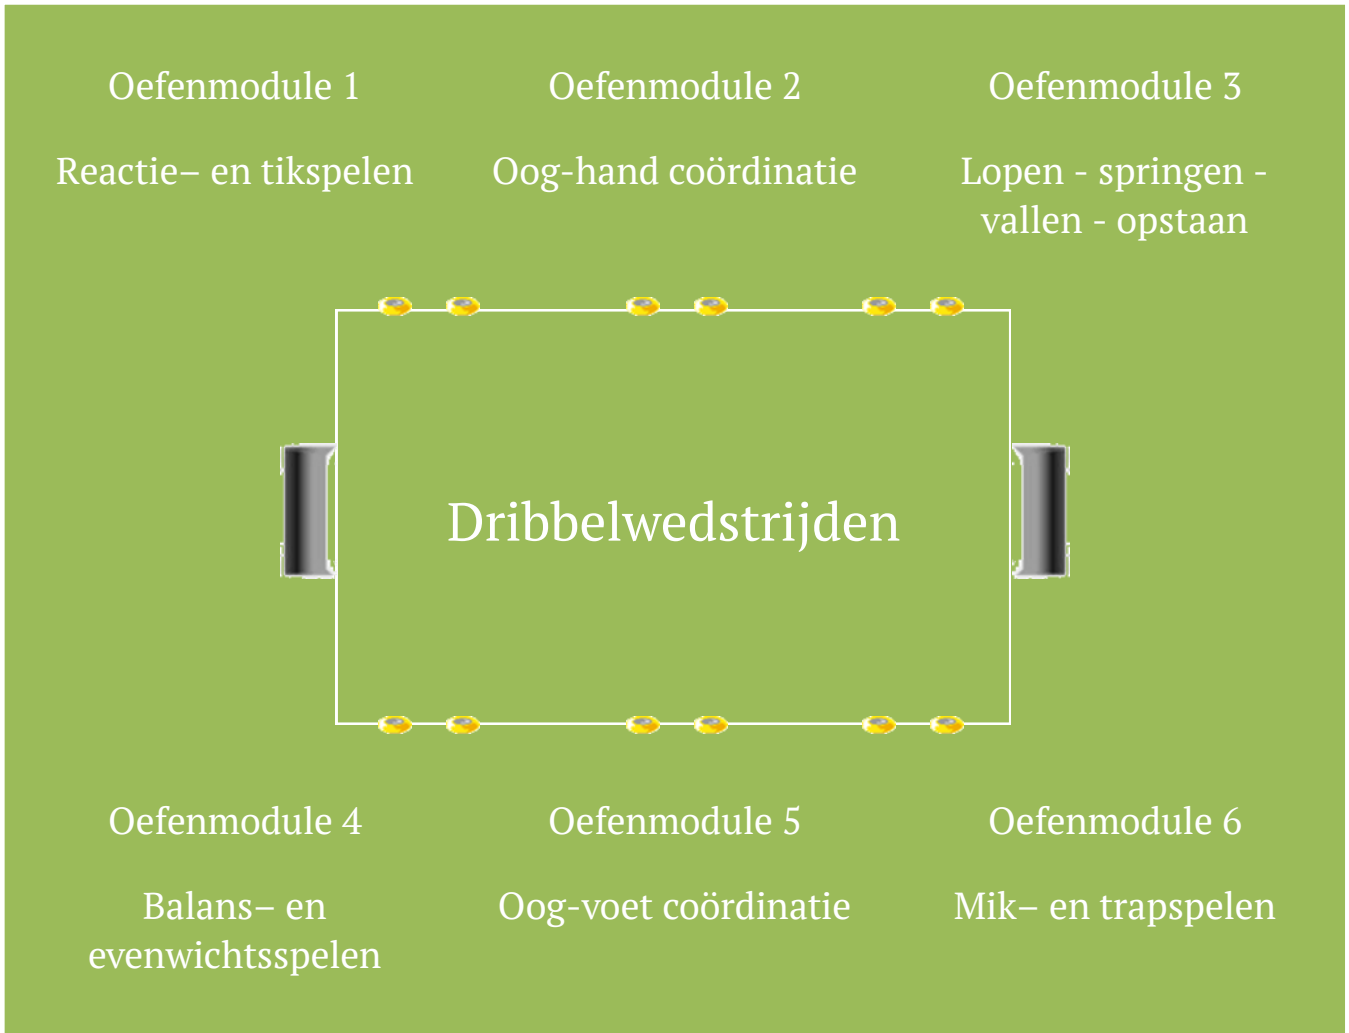 Oefenmodule 1
Reactie– en tikspelen
Oefenmodule 2
Oog-hand coördinatie
Oefenmodule 3
Lopen - springen -
vallen - opstaan
Dribbelwedstrijden
Oefenmodule 4
Balans– en
evenwichtsspelen
Oefenmodule 5
Oog-voet coördinatie
Oefenmodule 6
Mik– en trapspelen